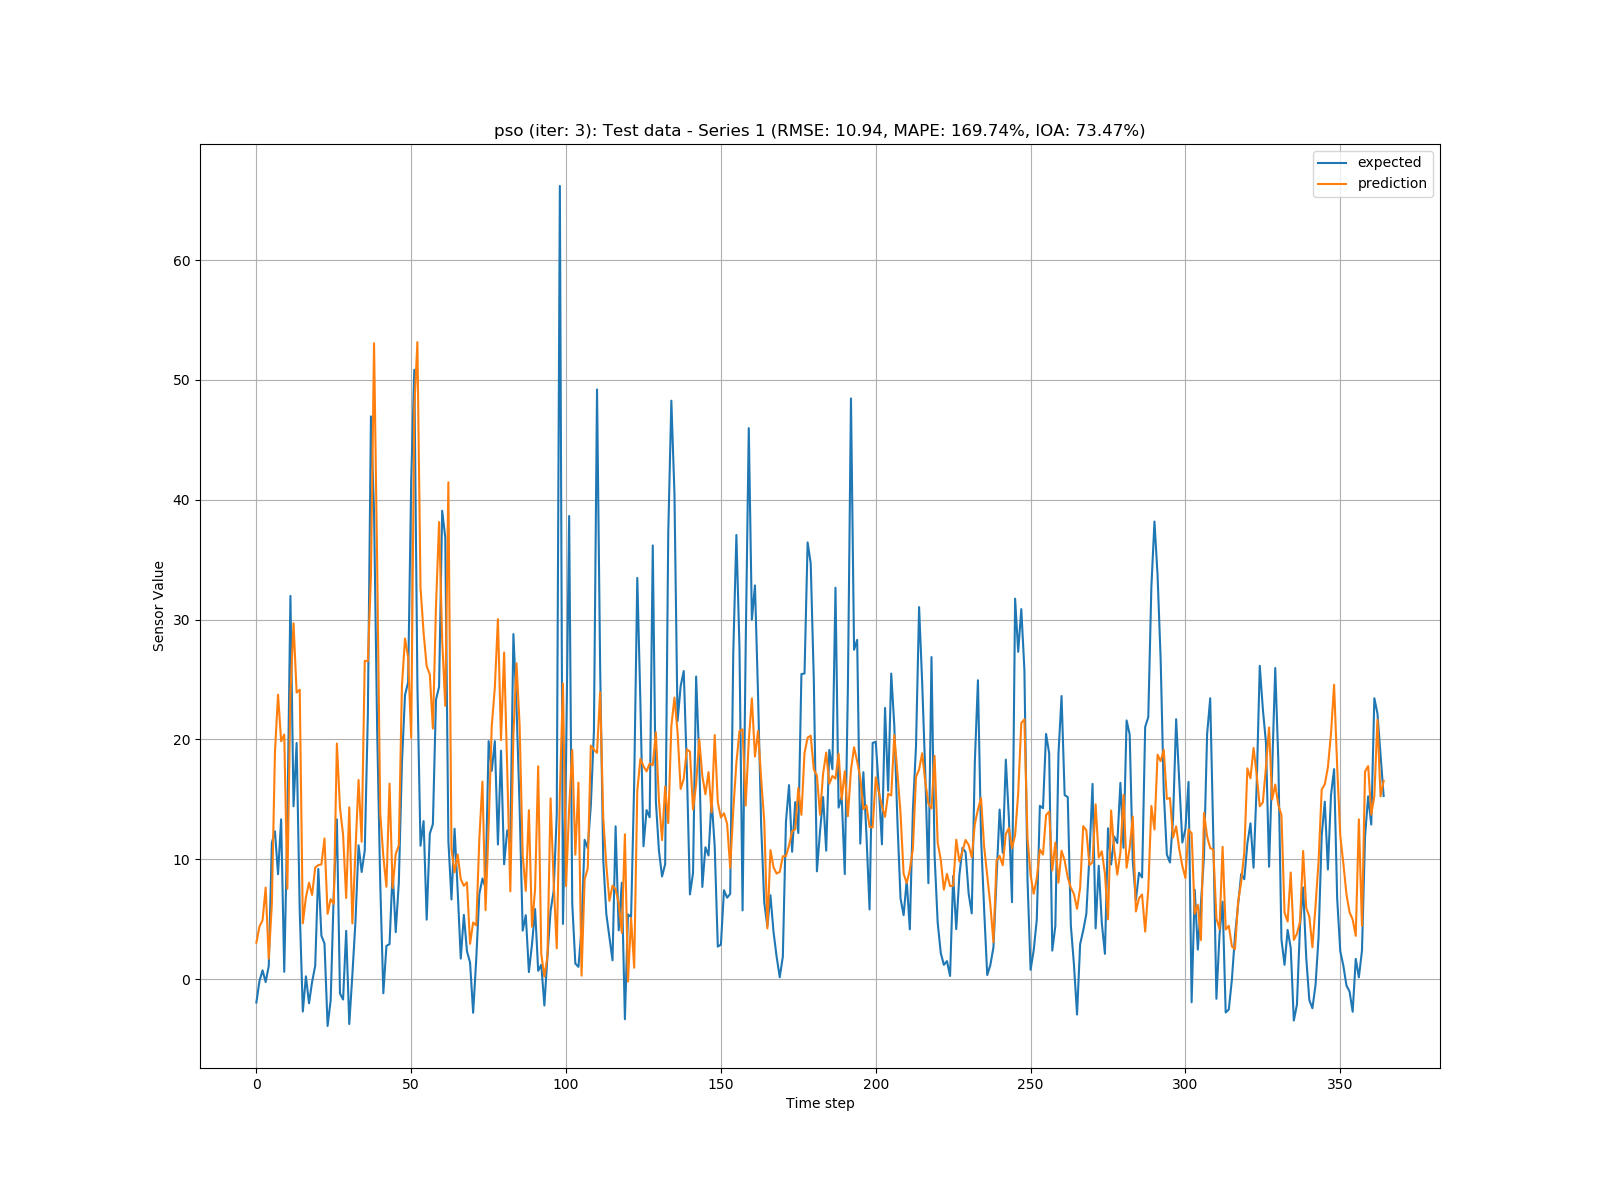 pso (iter: 3): Test data - Series 1 (RMSE: 10.94, MAPE: 169.74%, IOA: 73.47%)
expected
prediction
60
50
40
30
20
10
0
Sensor Value
0 50 100 150 200 250 300 350
Time step